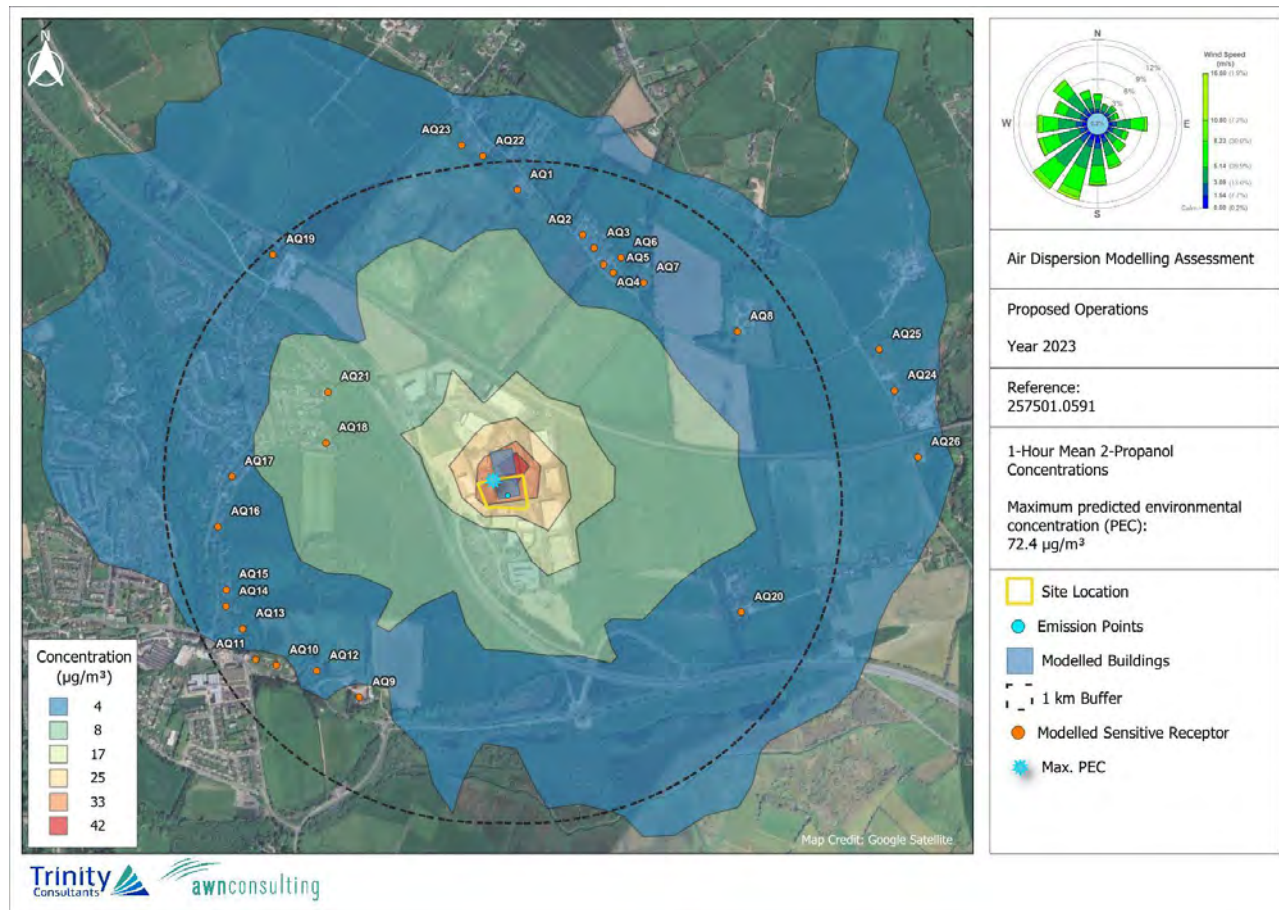 N
AQ23
AQ22
AQ1
AQ2
AQ3
AQ6
AQ5
AQ4
AQ7
AQ19
AQ8
AQ25
AQ24
AQ26
AQ21
AQ18
AQ17
AQ16
AQ15
AQ14
AQ13
AQ11
AQ10
AQ12
AQ9
AQ20
Concentration
(µg/m³)
4
8
17
25
33
42
Map Credit: Google Satellite
N
W
E
S
12%
9%
6%
Wind Speed
(m/s)
Calm
Air Dispersion Modelling Assessment
Proposed Operations
Year 2023
Reference:
257501.0591
1-Hour Mean 2-Propanol
Concentrations
Maximum predicted environmental
concentration (PEC):
72.4 µg/m³
Site Location
Emission Points
Modelled Buildings
1 km Buffer
Modelled Sensitive Receptor
Max. PEC
Trinity
Consultants
awnconsulting